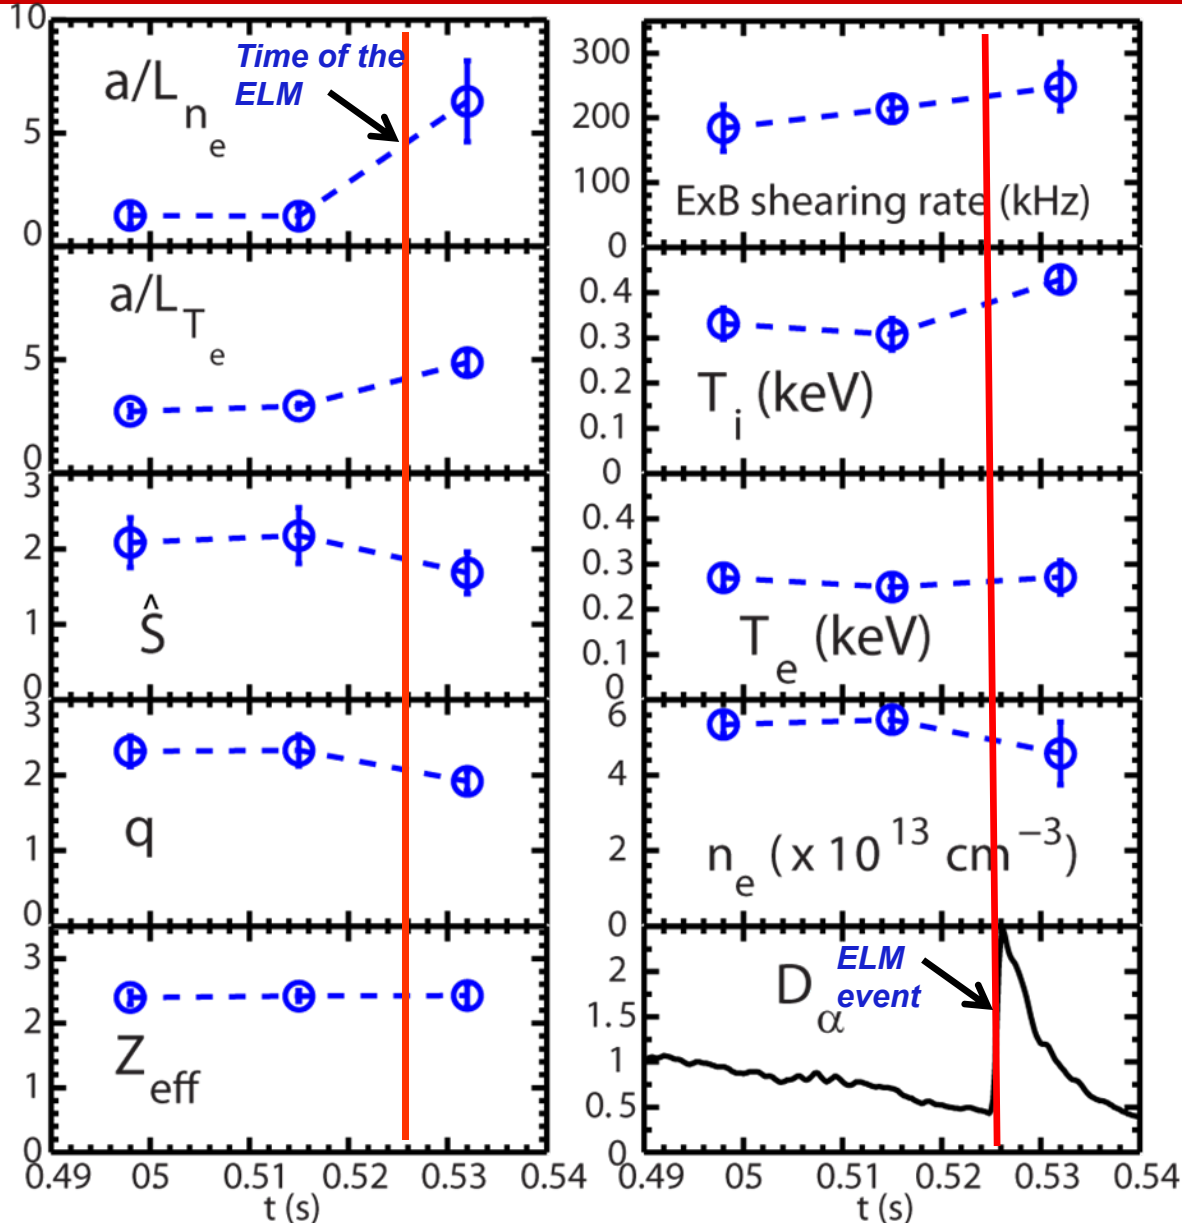 10
5
0
a/L n e
Time of the
ELM
5
0
a/L T e
3
2
1
0
ŝ
3
2
1
0
q
3
2
1
0
Z eff
0.49 05 0.51 0.52 0.53 0.54
t (s)
300
200
100
0
ExB shearing rate (kHz)
0.4
0.3
0.2
0.1
0
T i (keV)
0.4
0.3
0.2
0.1
0
T e (keV)
6
4
2
0
n e ( x 10 13 cm −3 )
2
1.5
1
0.5
0
D α
ELM
event
0.49 05 0.51 0.52 0.53 0.54
t (s)